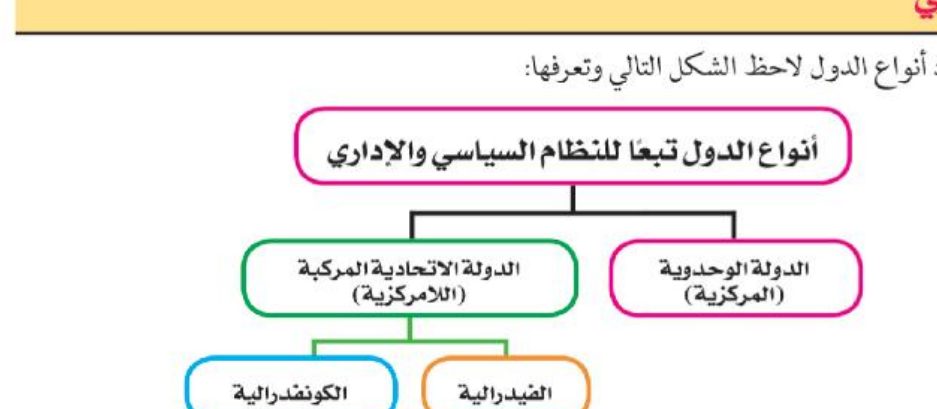 أنواع الدول لاحظ الشكل التالي وتعرفها:
أنواع الدول تبعًا للنظام السياسي والإداري
الدولة الوحدوية
(المركزية)
الدولة الاتحادية المركبة
(اللامركزية)
الفيدرالية
الكونفدرالية